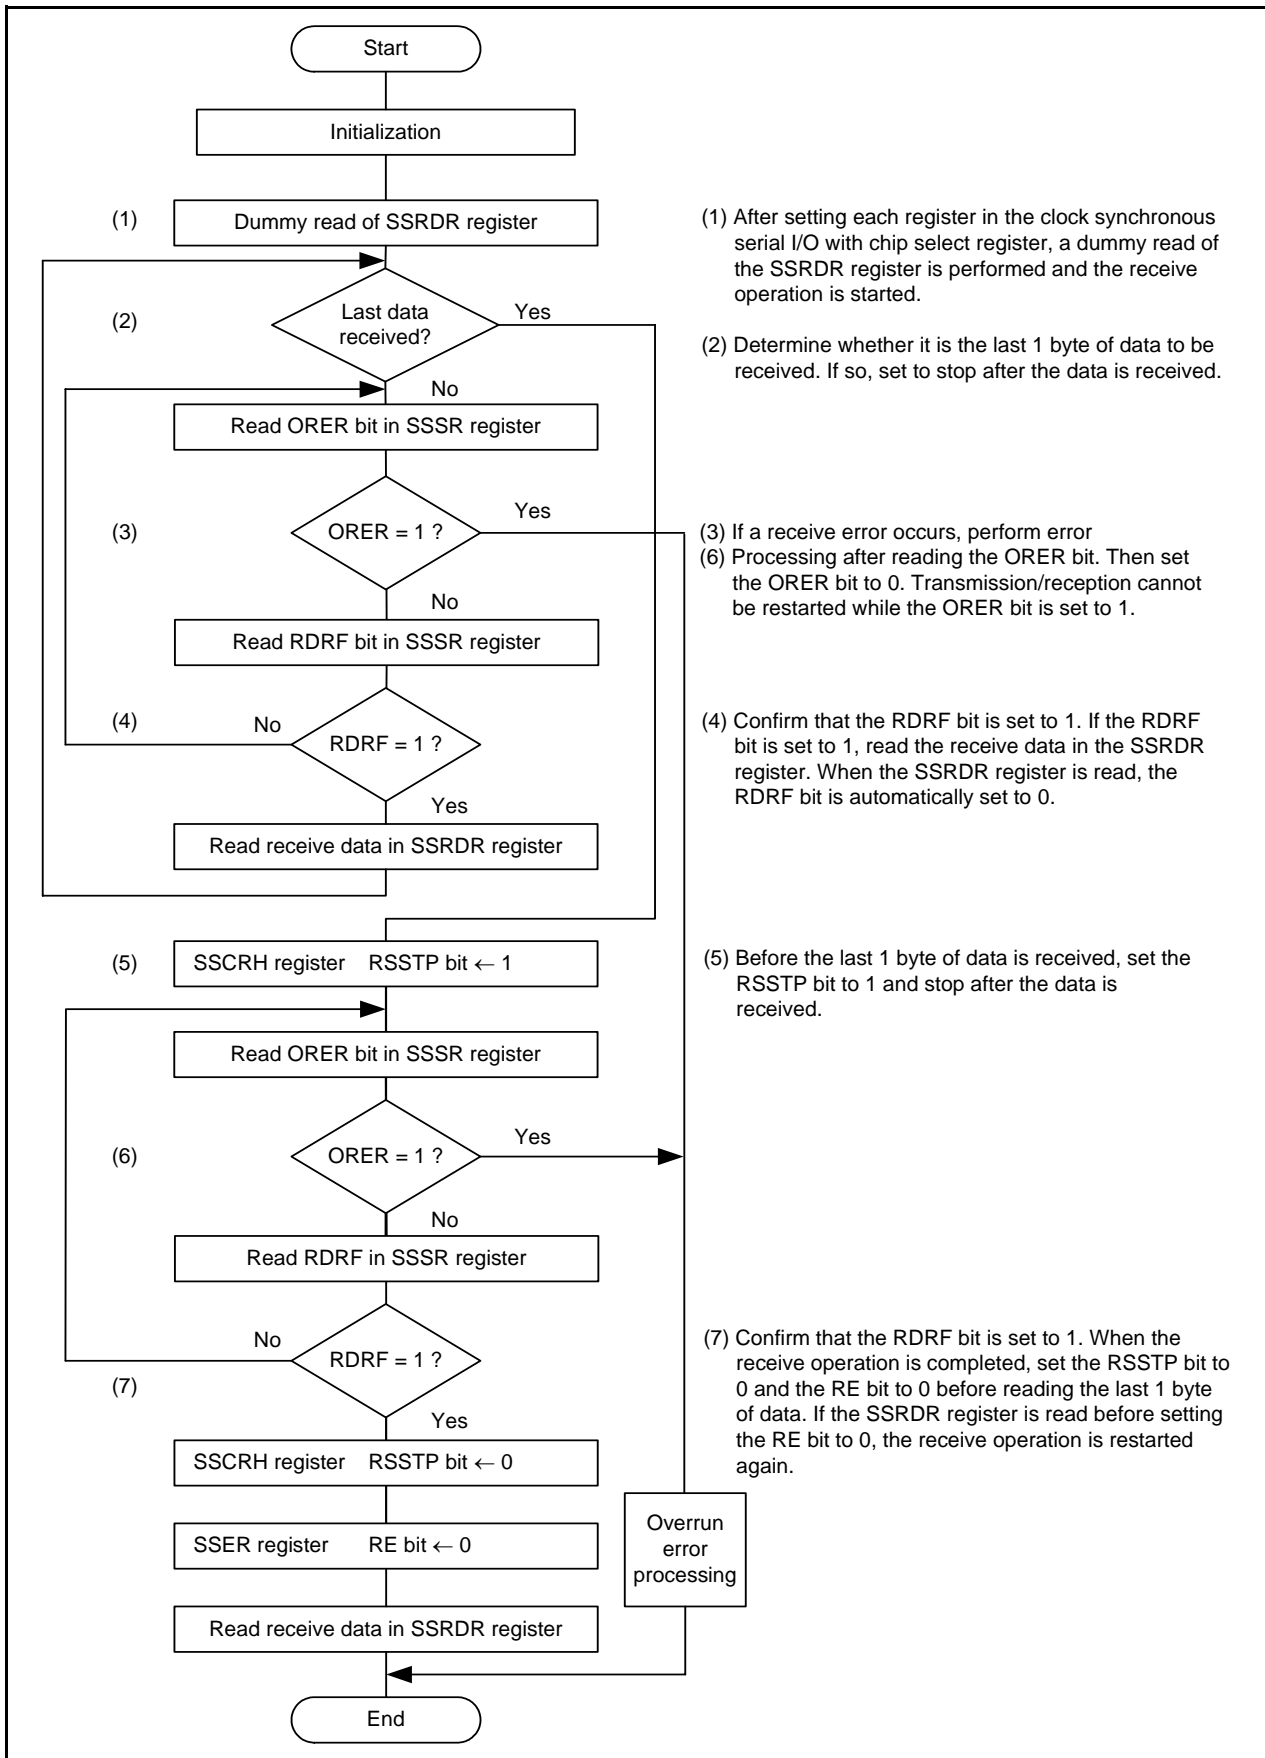 Start
Initialization
(1)
Dummy read of SSRDR register
(2)
Last data
received?
Yes
No
Read ORER bit in SSSR register
(3)
ORER = 1 ?
Yes
No
Read RDRF bit in SSSR register
(4)
No
RDRF = 1 ?
Yes
Read receive data in SSRDR register
(5)
SSCRH register RSSTP bit ← 1
Read ORER bit in SSSR register
(6)
ORER = 1 ?
Yes
No
Read RDRF in SSSR register
No
RDRF = 1 ?
(7)
Yes
SSCRH register RSSTP bit ← 0
SSER register RE bit ← 0
Read receive data in SSRDR register
Overrun
error
processing
End
(1) After setting each register in the clock synchronous
serial I/O with chip select register, a dummy read of
the SSRDR register is performed and the receive
operation is started.
(2) Determine whether it is the last 1 byte of data to be
received. If so, set to stop after the data is received.
(3) If a receive error occurs, perform error
(6) Processing after reading the ORER bit. Then set
the ORER bit to 0. Transmission/reception cannot
be restarted while the ORER bit is set to 1.
(4) Confirm that the RDRF bit is set to 1. If the RDRF
bit is set to 1, read the receive data in the SSRDR
register. When the SSRDR register is read, the
RDRF bit is automatically set to 0.
(5) Before the last 1 byte of data is received, set the
RSSTP bit to 1 and stop after the data is
received.
(7) Confirm that the RDRF bit is set to 1. When the
receive operation is completed, set the RSSTP bit to
0 and the RE bit to 0 before reading the last 1 byte
of data. If the SSRDR register is read before setting
the RE bit to 0, the receive operation is restarted
again.